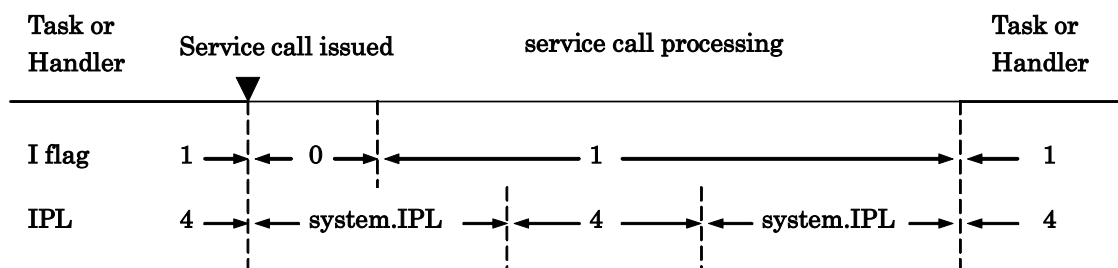 Task or
Handler
Service call issued
service call processing
Task or
Handler
I flag 1 0 1 1
IPL 4 system.IPL 4 system.IPL 4